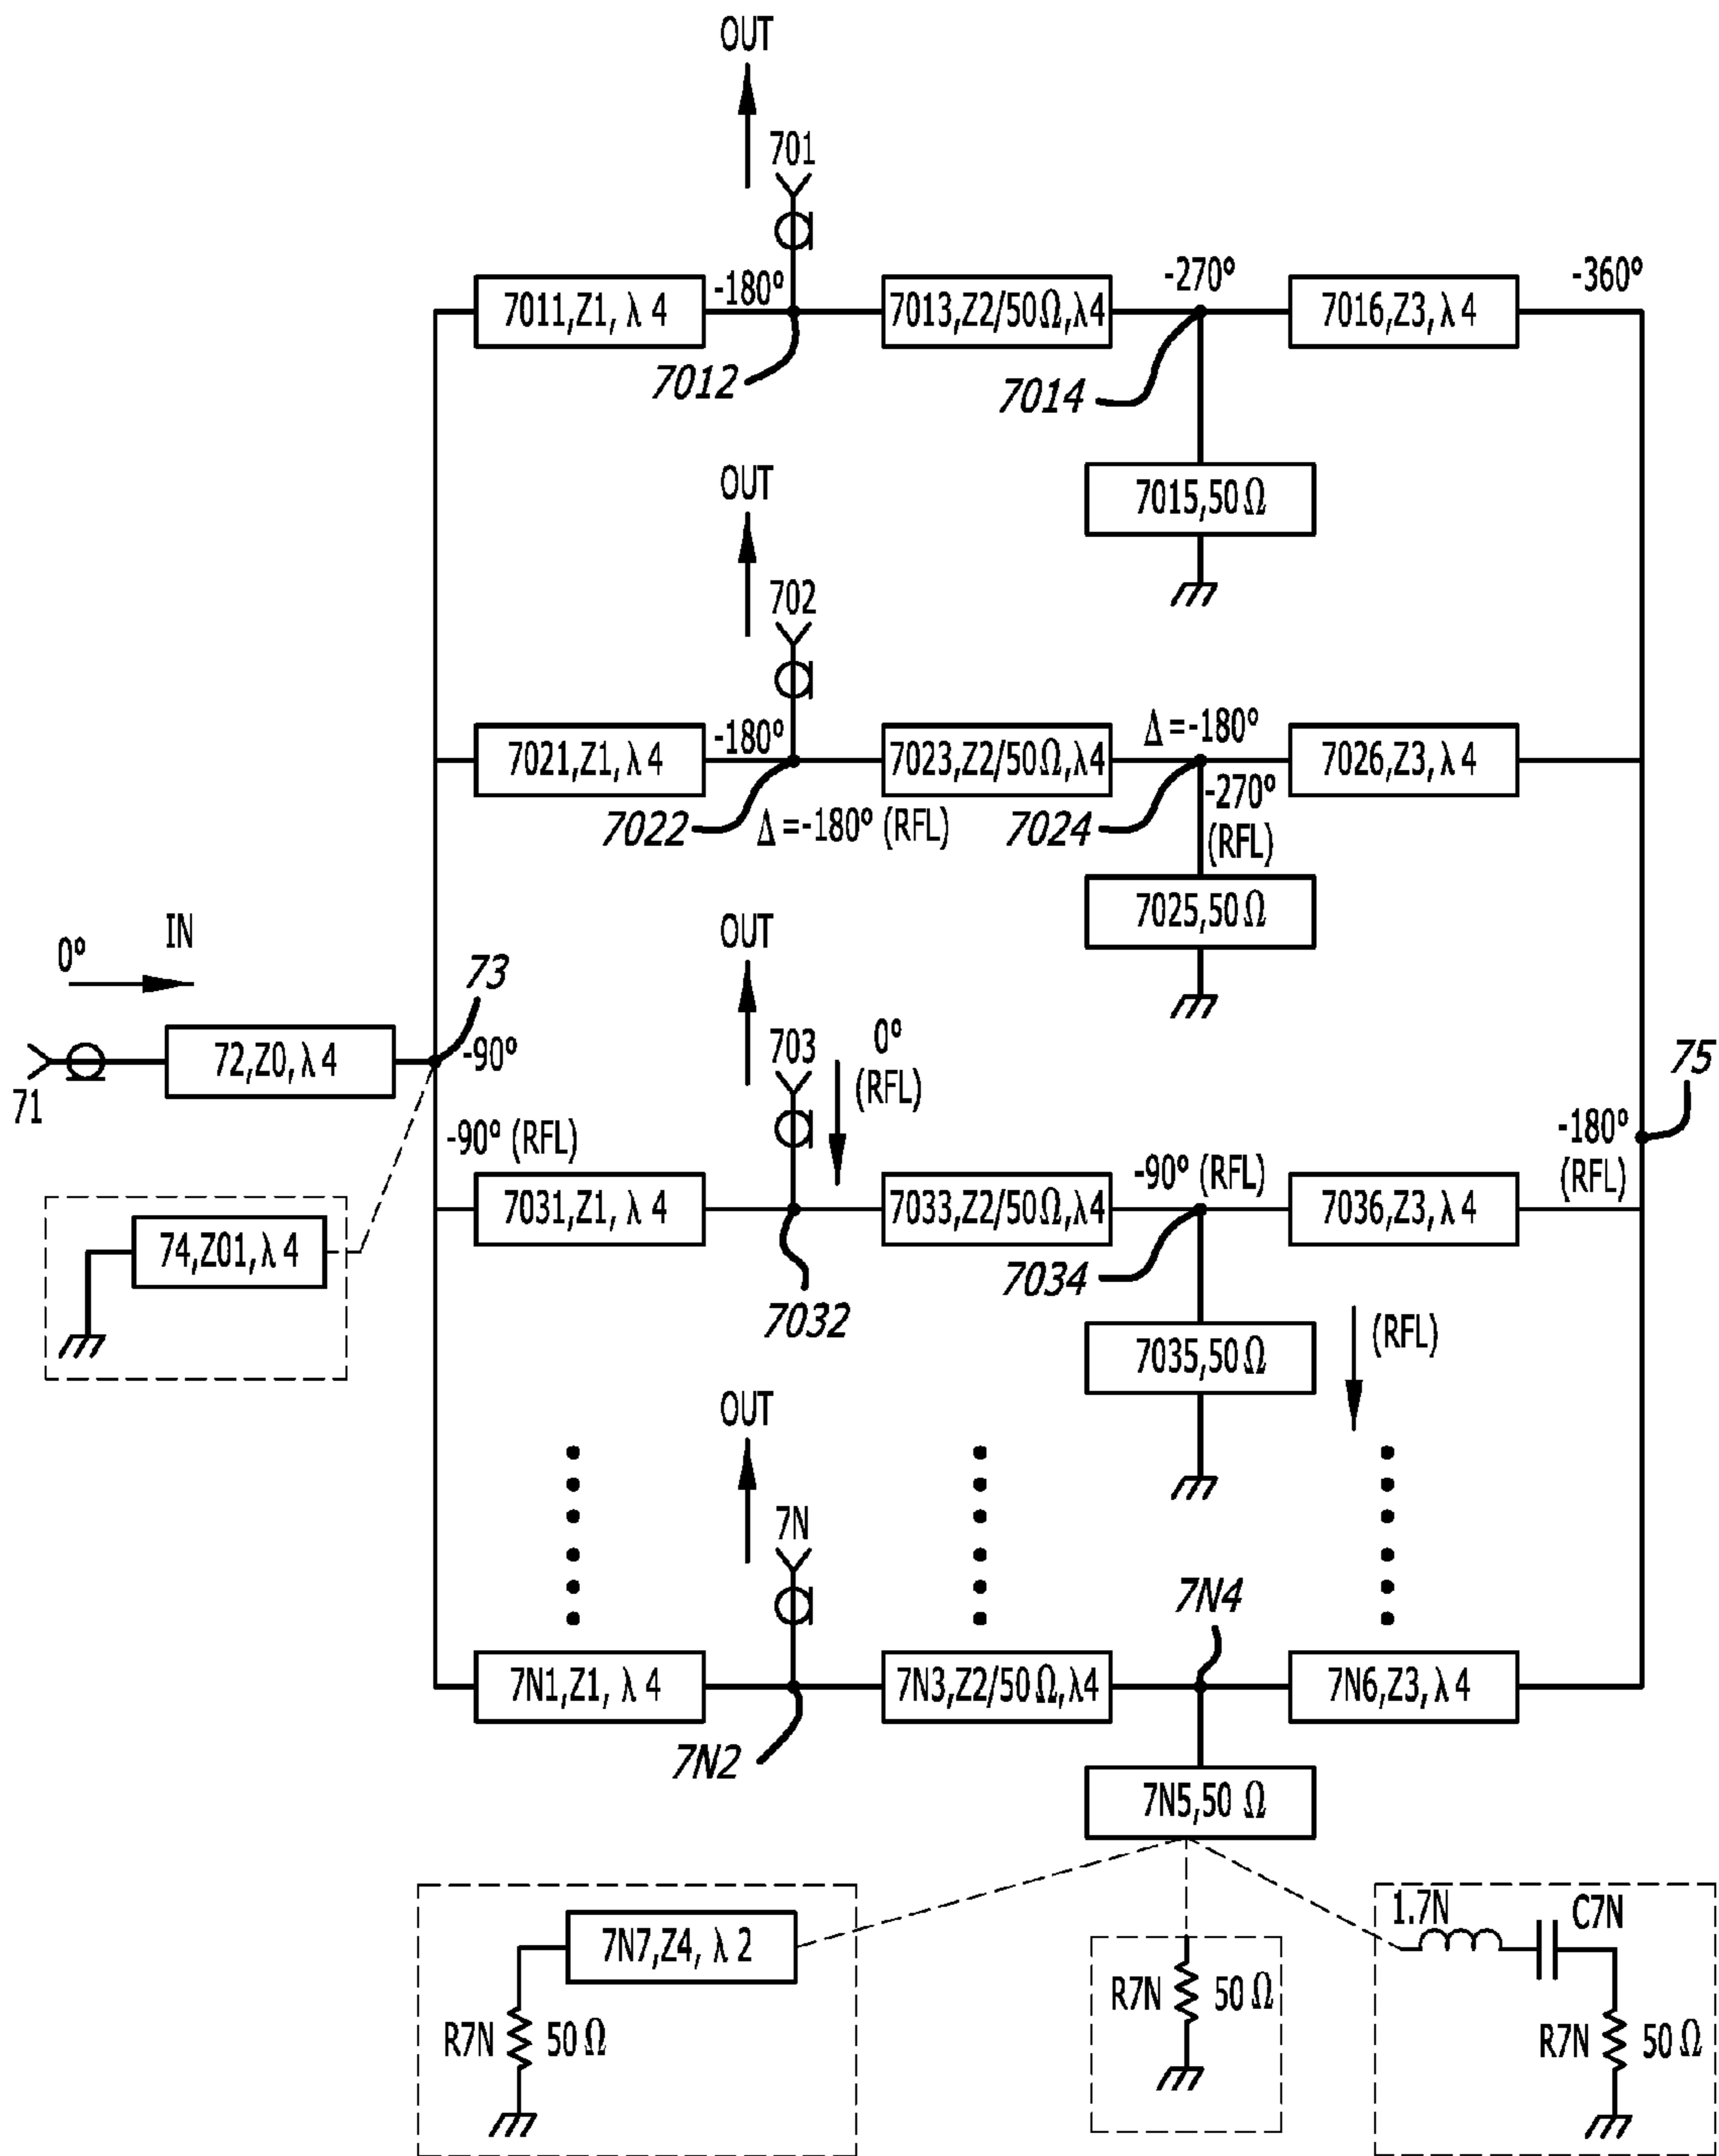 OUT
701
-180°
-270°
-360°
7011,Z1, λ 4
7013,Z2/50Ω,λ4
7016,Z3, λ 4
7012
7014
OUT
7015,50 Ω
702
-180°
Δ =-180°
7021,Z1, λ 4
7023,Z2/50Ω,λ4
7026,Z3, λ 4
7022
Δ =-180° (RFL)
7024
-270°
(RFL)
7025,50 Ω
OUT
0°
IN
73
703
0°
(RFL)
72,Z0, λ 4
-90°
71
75
-90° (RFL)
-90° (RFL)
-180°
(RFL)
7031,Z1, λ 4
7033,Z2/50Ω,λ4
7036,Z3, λ 4
74,Z01, λ 4
7032
7034
7035,50 Ω
(RFL)
OUT
7N
7N4
7N1,Z1, λ 4
7N3,Z2/50Ω,λ4
7N6,Z3, λ 4
7N2
7N5,50 Ω
7N7,Z4, λ 2
R7N
50 Ω
R7N
50 Ω
1.7N
C7N
R7N
50 Ω